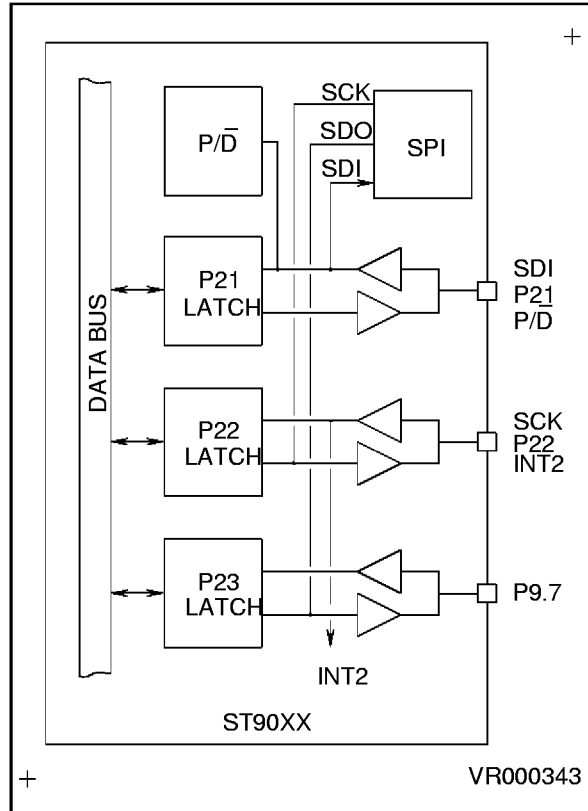 SCK
P/D̅
SDO
SPI
SDI
P21
LATCH
SDI
P21
P/D̅
DATA BUS
P22
LATCH
SCK
P22
INT2
P23
LATCH
P9.7
INT2
ST90XX
VR000343